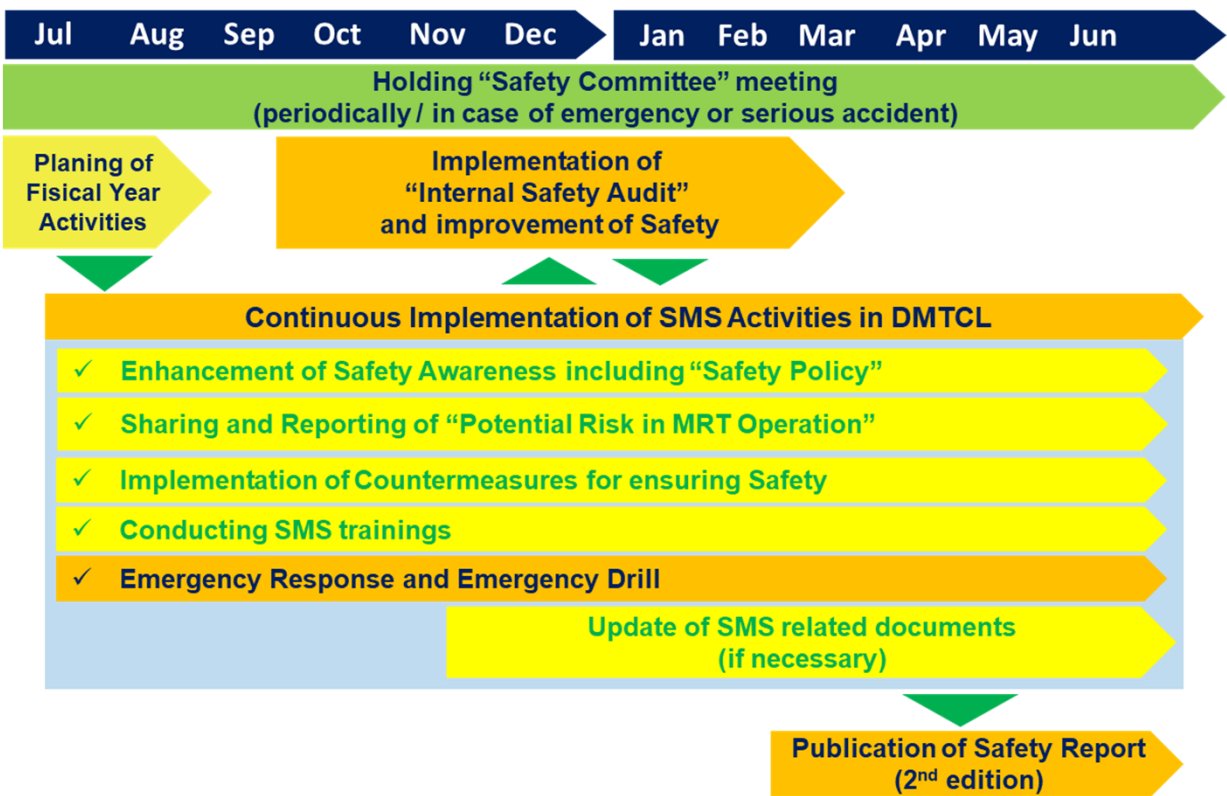 Jul Aug Sep Oct Nov Dec Jan Feb Mar Apr May Jun
Holding “Safety Committee” meeting
(periodically / in case of emergency or serious accident)
Planing of
Fisical Year
Activities
Implementation of
“Internal Safety Audit”
and improvement of Safety
Continuous Implementation of SMS Activities in DMTCL
✓ Enhancement of Safety Awareness including “Safety Policy”
✓ Sharing and Reporting of “Potential Risk in MRT Operation”
✓ Implementation of Countermeasures for ensuring Safety
✓ Conducting SMS trainings
✓ Emergency Response and Emergency Drill
Update of SMS related documents
(if necessary)
Publication of Safety Report
(2nd edition)